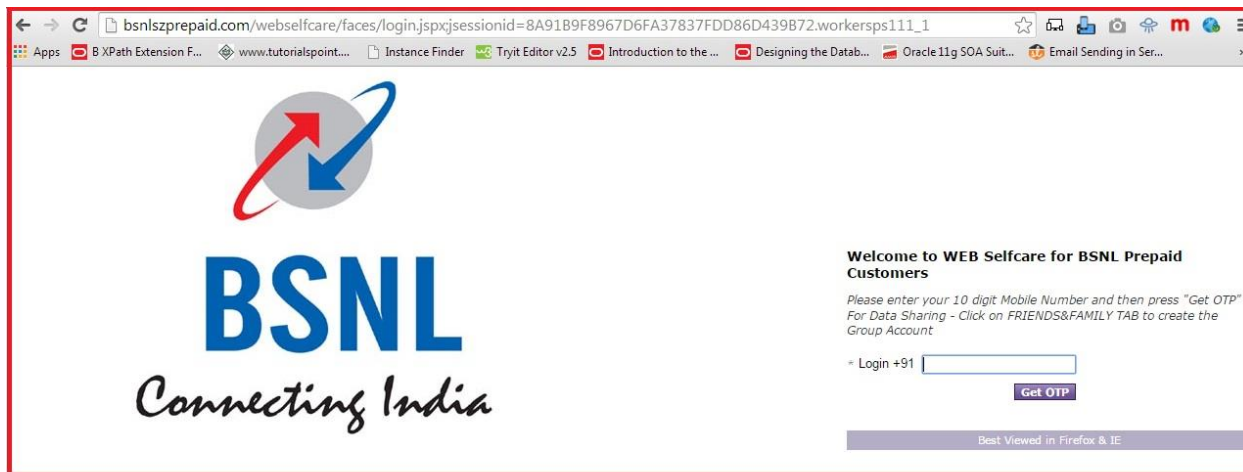 bsnlszprepaid.com/webselfcare/faces/login.jspxjsessionid=8A91B9F8967D6FA37837FDD86D439B72.workersps111_1
Apps B XPath Extension F... www.tutorialspoint.... Instance Finder Tryit Editor v2.5 Introduction to the ... Designing the Datab... Oracle 11g SOA Suit... Email Sending in Ser...
BSNL
Connecting India
Welcome to WEB Selfcare for BSNL Prepaid
Customers
Please enter your 10 digit Mobile Number and then press "Get OTP"
For Data Sharing - Click on FRIENDS&FAMILY TAB to create the
Group Account
* Login +91
Get OTP
Best Viewed in Firefox & IE